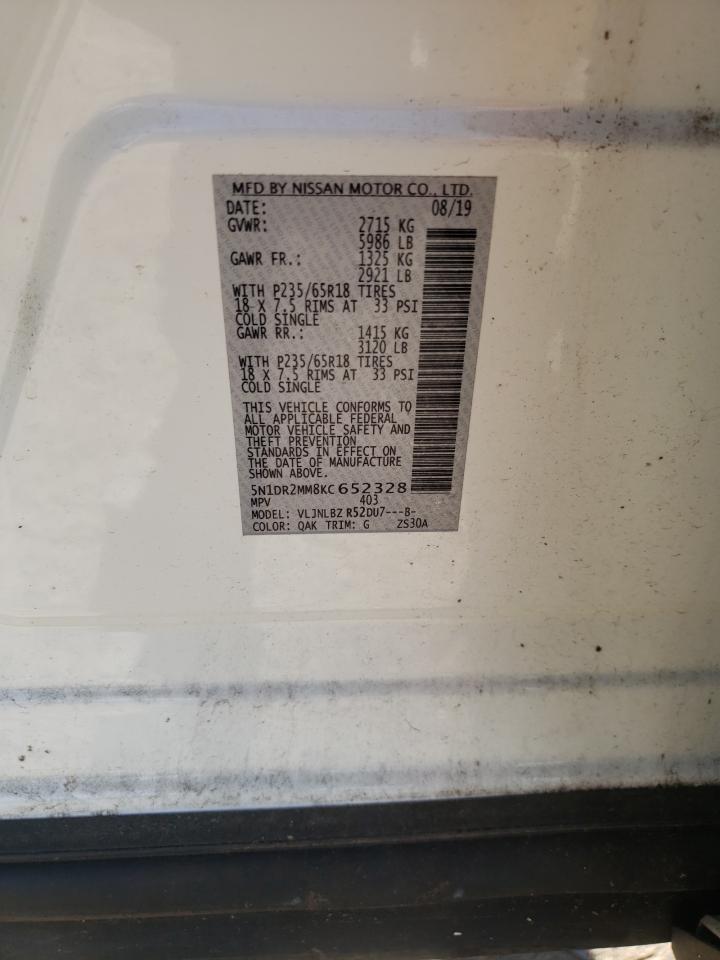 MFD BY NISSAN MOTOR CO., LTD.
DATE: 08/19
GVWR: 2715 KG
5986 LB
GAWR FR.: 1325 KG
2921 LB
WITH P235/65R18 TIRES
18 X 7.5 RIMS AT 33 PSI
COLD SINGLE
GAWR RR.: 1415 KG
3120 LB
WITH P235/65R18 TIRES
18 X 7.5 RIMS AT 33 PSI
COLD SINGLE
THIS VEHICLE CONFORMS TO
ALL APPLICABLE FEDERAL
MOTOR VEHICLE SAFETY AND
THEFT PREVENTION
STANDARDS IN EFFECT ON
THE DATE OF MANUFACTURE
SHOWN ABOVE.
5N1DR2MM8KC652328
MPV 403
MODEL: VLJNLBZ R52DU7---B-
COLOR: QAK TRIM: G ZS30A